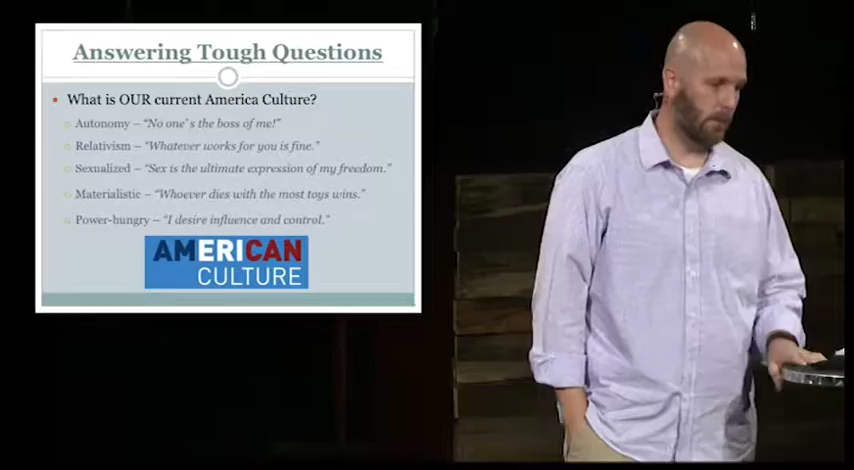 Answering Tough Questions
What is OUR current America Culture?
Autonomy – “No one’s the boss of me!”
Relativism – “Whatever works for you is fine.”
Sexualized – “Sex is the ultimate expression of my freedom.”
Materialistic – “Whoever dies with the most toys wins.”
Power-hungry – “I desire influence and control.”
AMERICAN
CULTURE